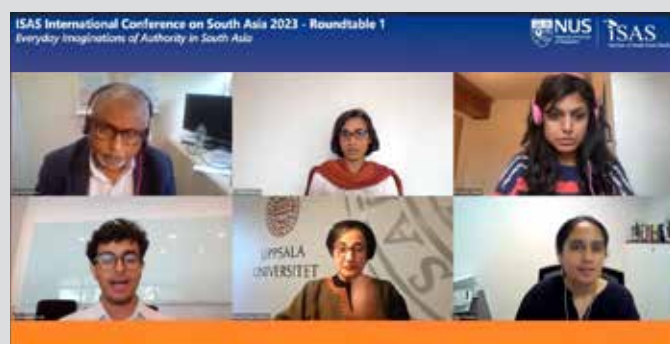 ISAS International Conference on South Asia 2023 - Roundtable 1
Everyday Imaginations of Authority in South Asia
NUS
ISAS
UPPSALA
UNIVERSITET